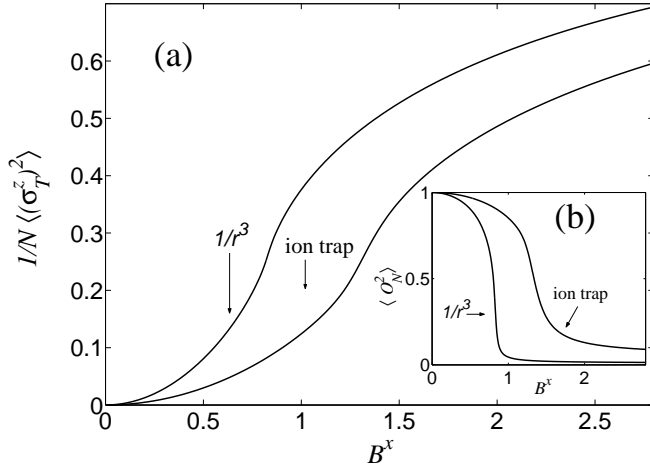 (a)
1/N ⟨(σ_T^z)^2⟩
0.6
0.5
0.4
0.3
0.2
0.1
0
0
0.5
1
1.5
2
2.5
B^x
1/r^3
ion trap
(b)
⟨O_N^2⟩
1
0.5
0
0
1
2
B^x
ion trap
1/r^3